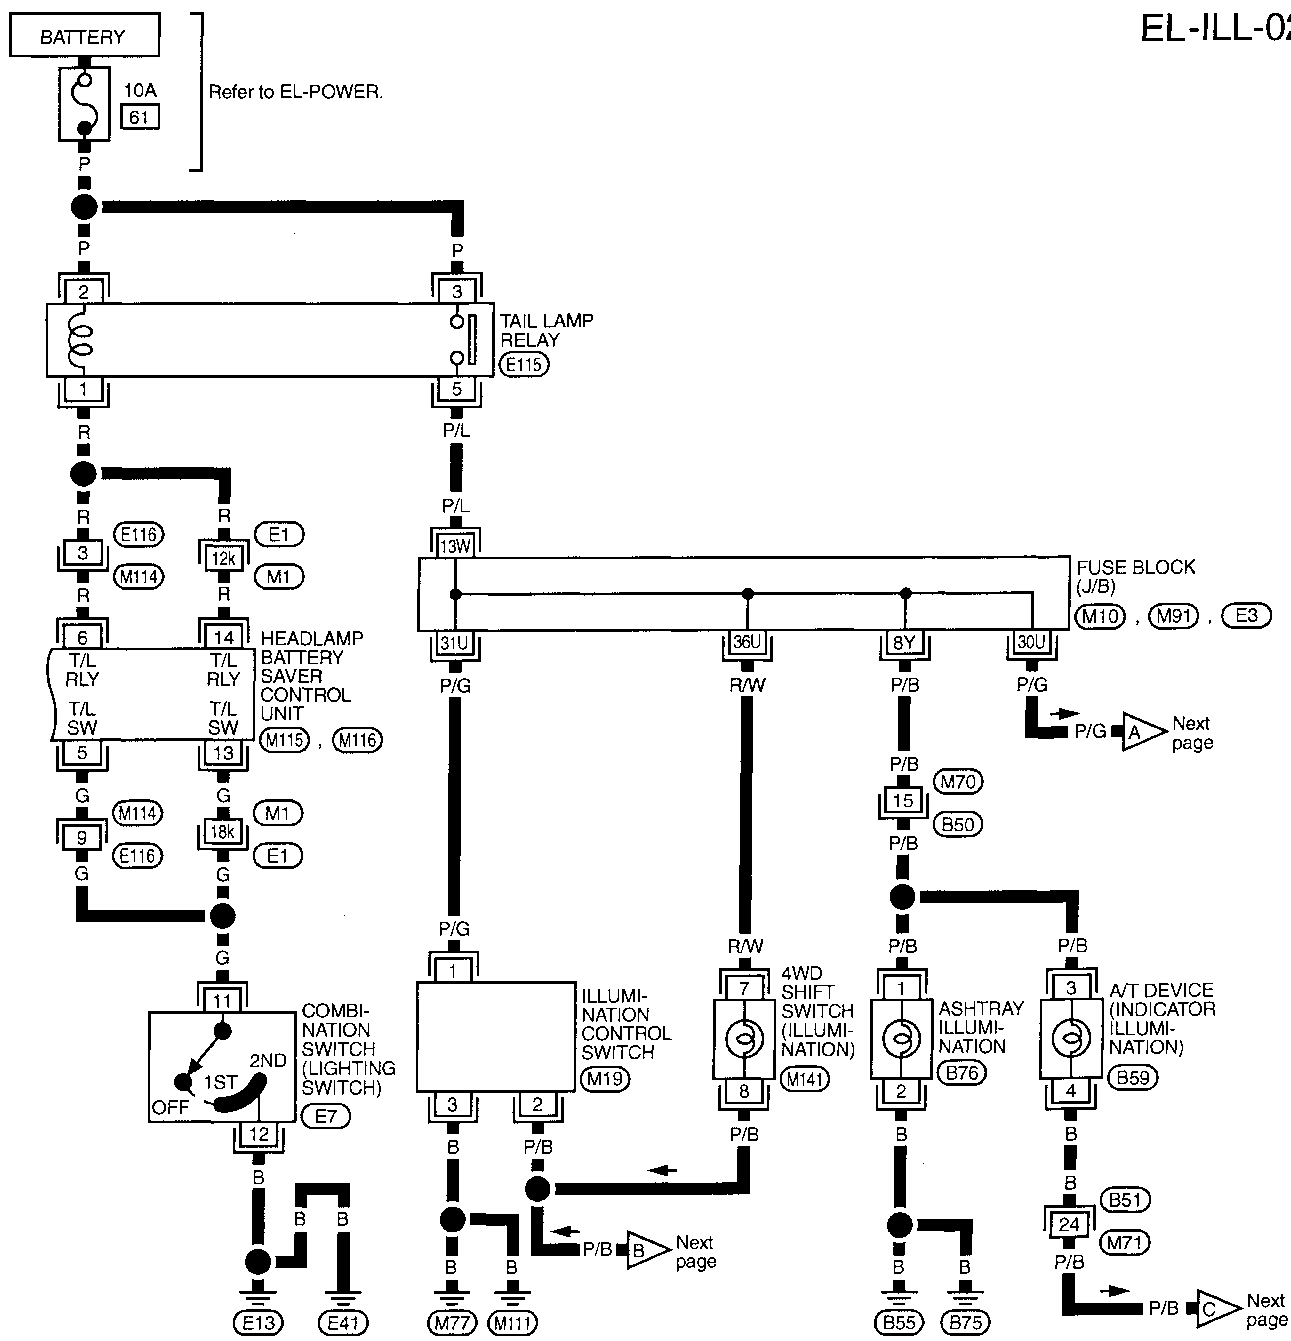 EL-ILL-02
BATTERY
10A
61
Refer to EL-POWER.
P
P
P
2
3
TAIL LAMP
RELAY
E115
1
5
R
P/L
P/L
R
R
E116
E1
3
12k
M114
M1
R
R
13W
FUSE BLOCK
(J/B)
M10 , M91 , E3
31U
36U
8Y
30U
6
14
HEADLAMP
BATTERY
SAVER
CONTROL
UNIT
M115 , M116
T/L
RLY
T/L
RLY
T/L
SW
T/L
SW
5
13
P/G
R/W
P/B
P/G
P/G
A
Next
page
G
G
M114
M1
9
18k
E116
E1
G
G
P/B
M70
15
B50
P/B
G
P/G
R/W
P/B
P/B
11
COMBI-
NATION
SWITCH
(LIGHTING
SWITCH)
E7
OFF
1ST
2ND
12
1
ILLUMI-
NATION
CONTROL
SWITCH
M19
3
2
7
4WD
SHIFT
SWITCH
(ILLUMI-
NATION)
M141
8
1
ASHTRAY
ILLUMI-
NATION
B76
2
3
A/T DEVICE
(INDICATOR
ILLUMI-
NATION)
B59
4
B
B
P/B
P/B
B
B
B
B51
24
M71
B
B
B
B
P/B
B
Next
page
B
B
P/B
P/B
C
Next
page
E13
E41
M77
M111
B55
B75